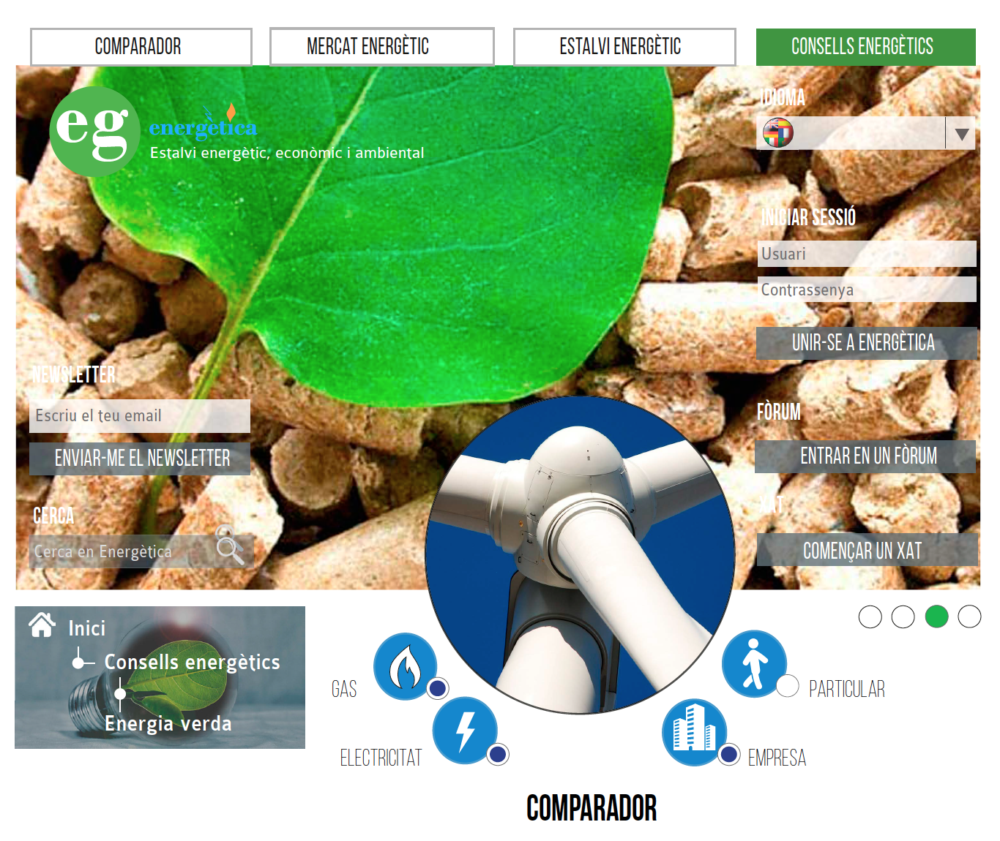 COMPARADOR
MERCAT ENERGÈTIC
ESTALVI ENERGÈTIC
CONSELLS ENERGÈTICS
eg
energètica
Estalvi energètic, econòmic i ambiental
IDIOMA
INICIAR SESSIÓ
Usuari
Contrassenya
UNIR-SE A ENERGÈTICA
NEWSLETTER
Escriu el teu email
ENVIAR-ME EL NEWSLETTER
FÒRUM
ENTRAR EN UN FÒRUM
CERCA
Cerca en Energètica
XAT
COMENÇAR UN XAT
Inici
Consells energètics
Energia verda
GAS
ELECTRICITAT
PARTICULAR
EMPRESA
COMPARADOR